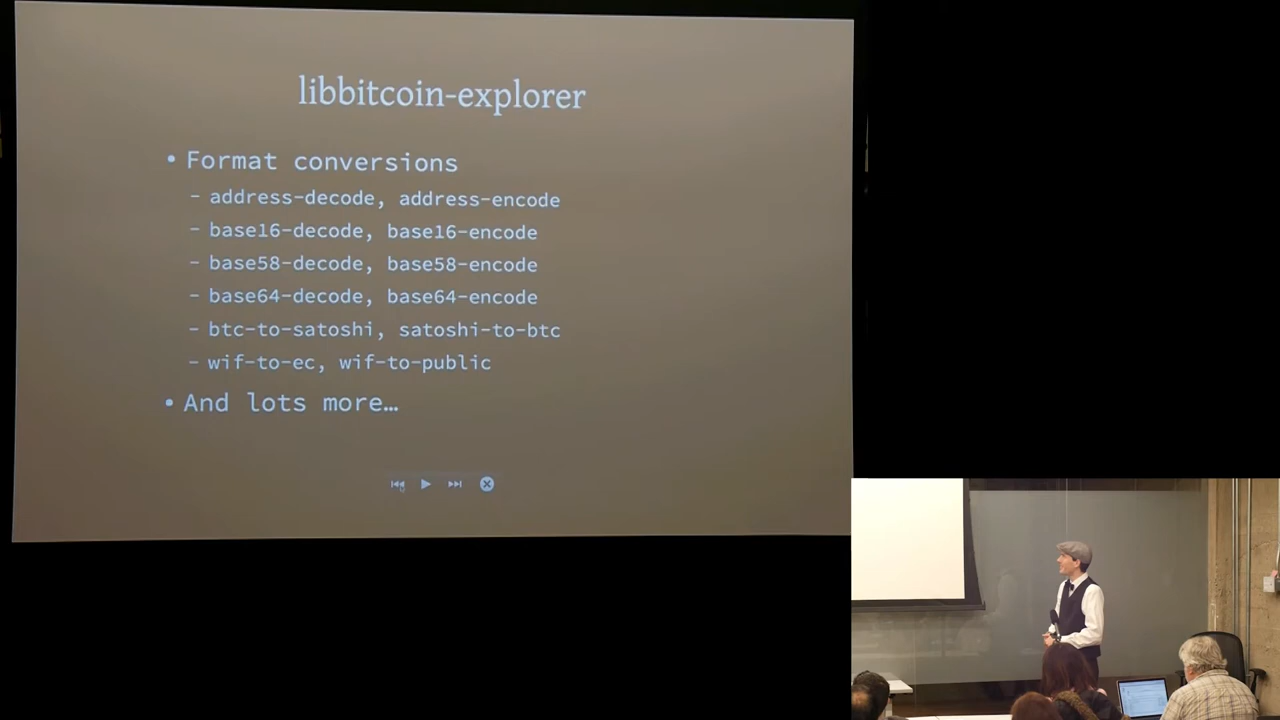 libbitcoin-explorer
• Format conversions
– address-decode, address-encode
– base16-decode, base16-encode
– base58-decode, base58-encode
– base64-decode, base64-encode
– btc-to-satoshi, satoshi-to-btc
– wif-to-ec, wif-to-public
• And lots more…